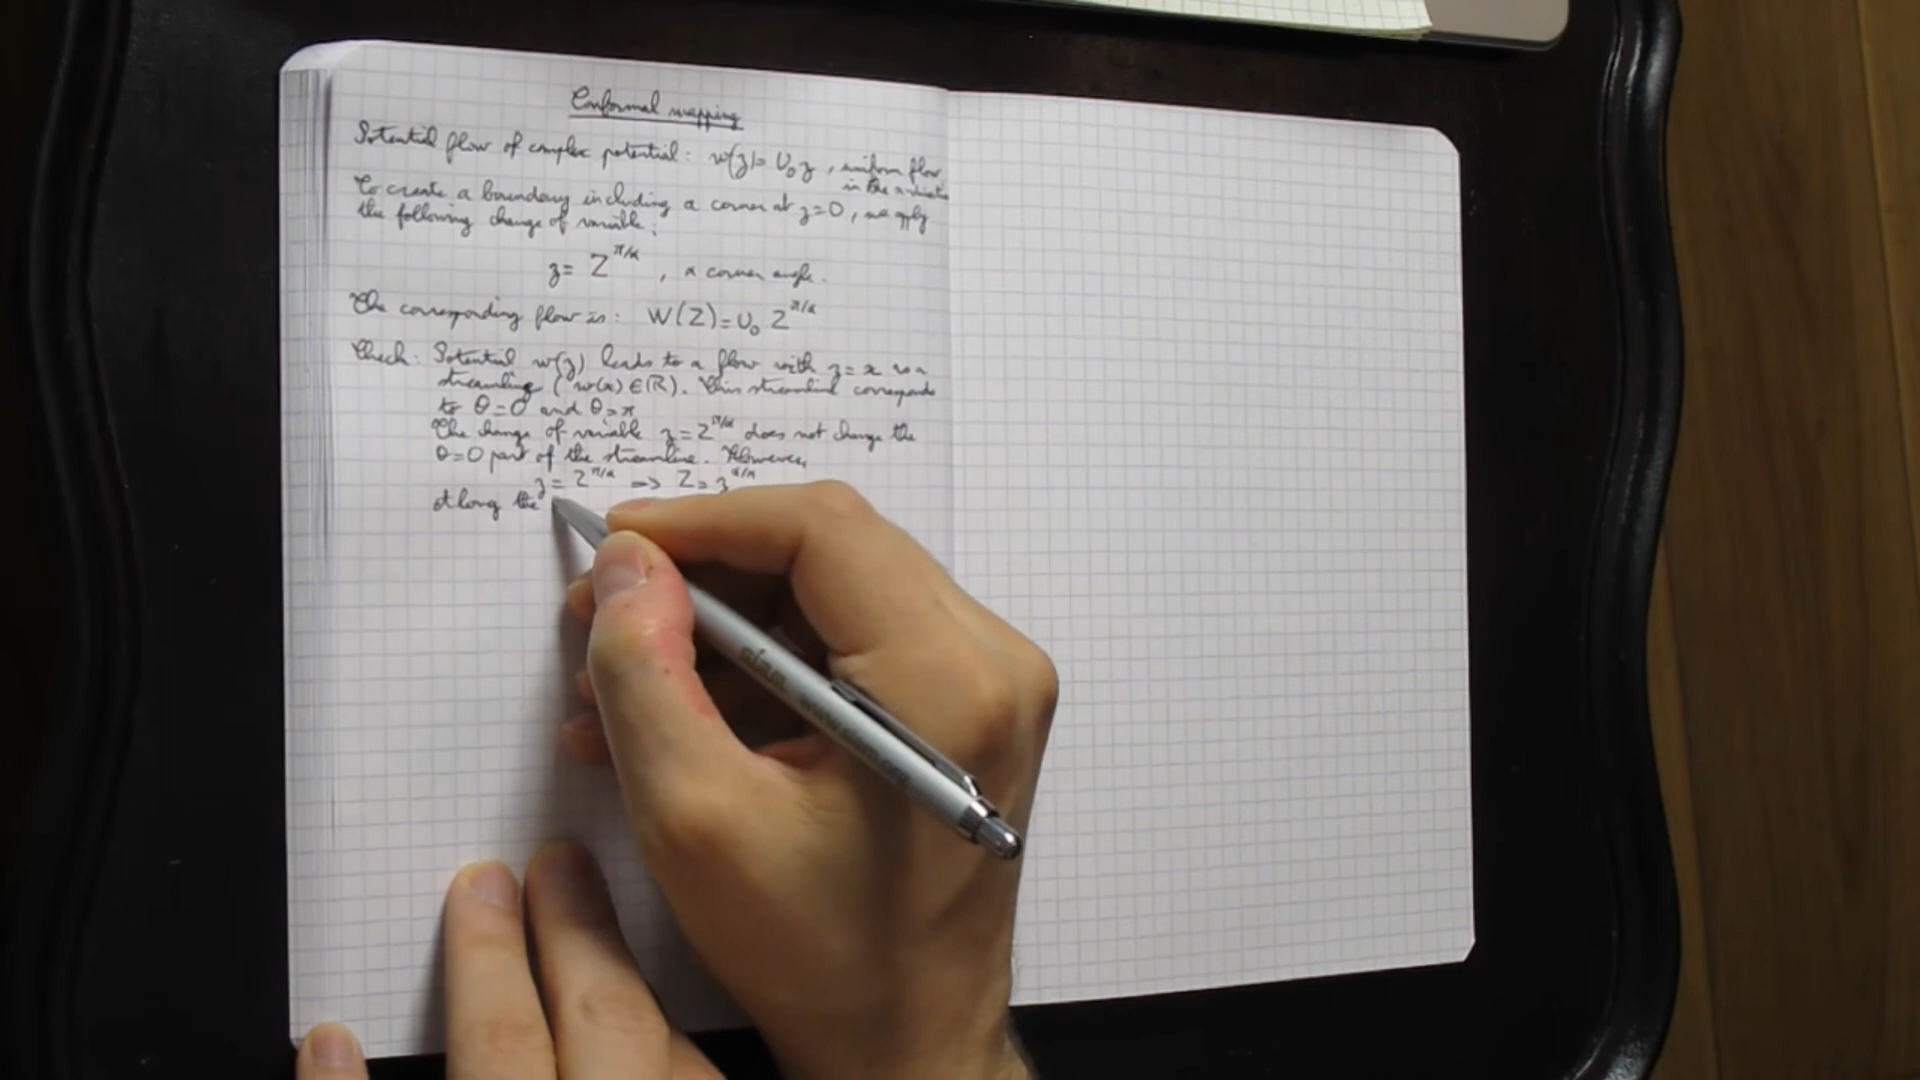 Conformal mapping
Potential flow of complex potential: w(z) = U₀z, uniform flow
in the x-direction
To create a boundary including a corner at z=0, we apply
the following change of variable:
z = Z^(π/α), α corner angle.
The corresponding flow is: W(Z) = U₀ Z^(π/α)
Check: Potential w(z) leads to a flow with z = x as a
streamline (w(x) ∈ ℝ). This streamline corresponds
to θ=0 and θ=π
The change of variable z = Z^(π/α) does not change the
θ=0 part of the streamline. However,
z = Z^(π/α) => Z = z^(α/π)
Along the